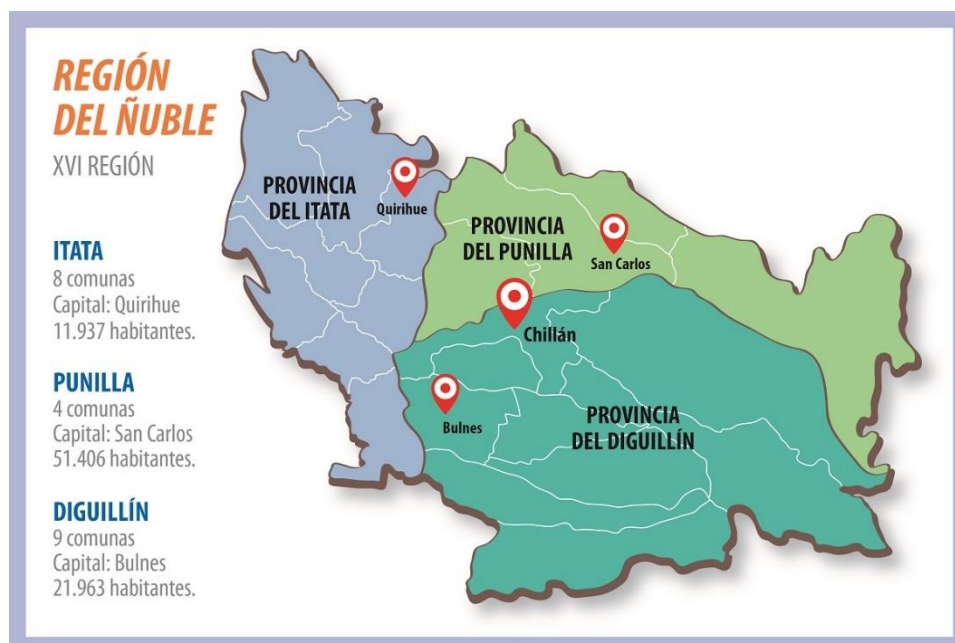 REGIÓN
DEL ÑUBLE
XVI REGIÓN
ITATA
8 comunas
Capital: Quirihue
11.937 habitantes.
PUNILLA
4 comunas
Capital: San Carlos
51.406 habitantes.
DIGUILLÍN
9 comunas
Capital: Bulnes
21.963 habitantes.
PROVINCIA
DEL ITATA
Quirihue
PROVINCIA
DEL PUNILLA
San Carlos
Chillán
Bulnes
PROVINCIA
DEL DIGUILLÍN